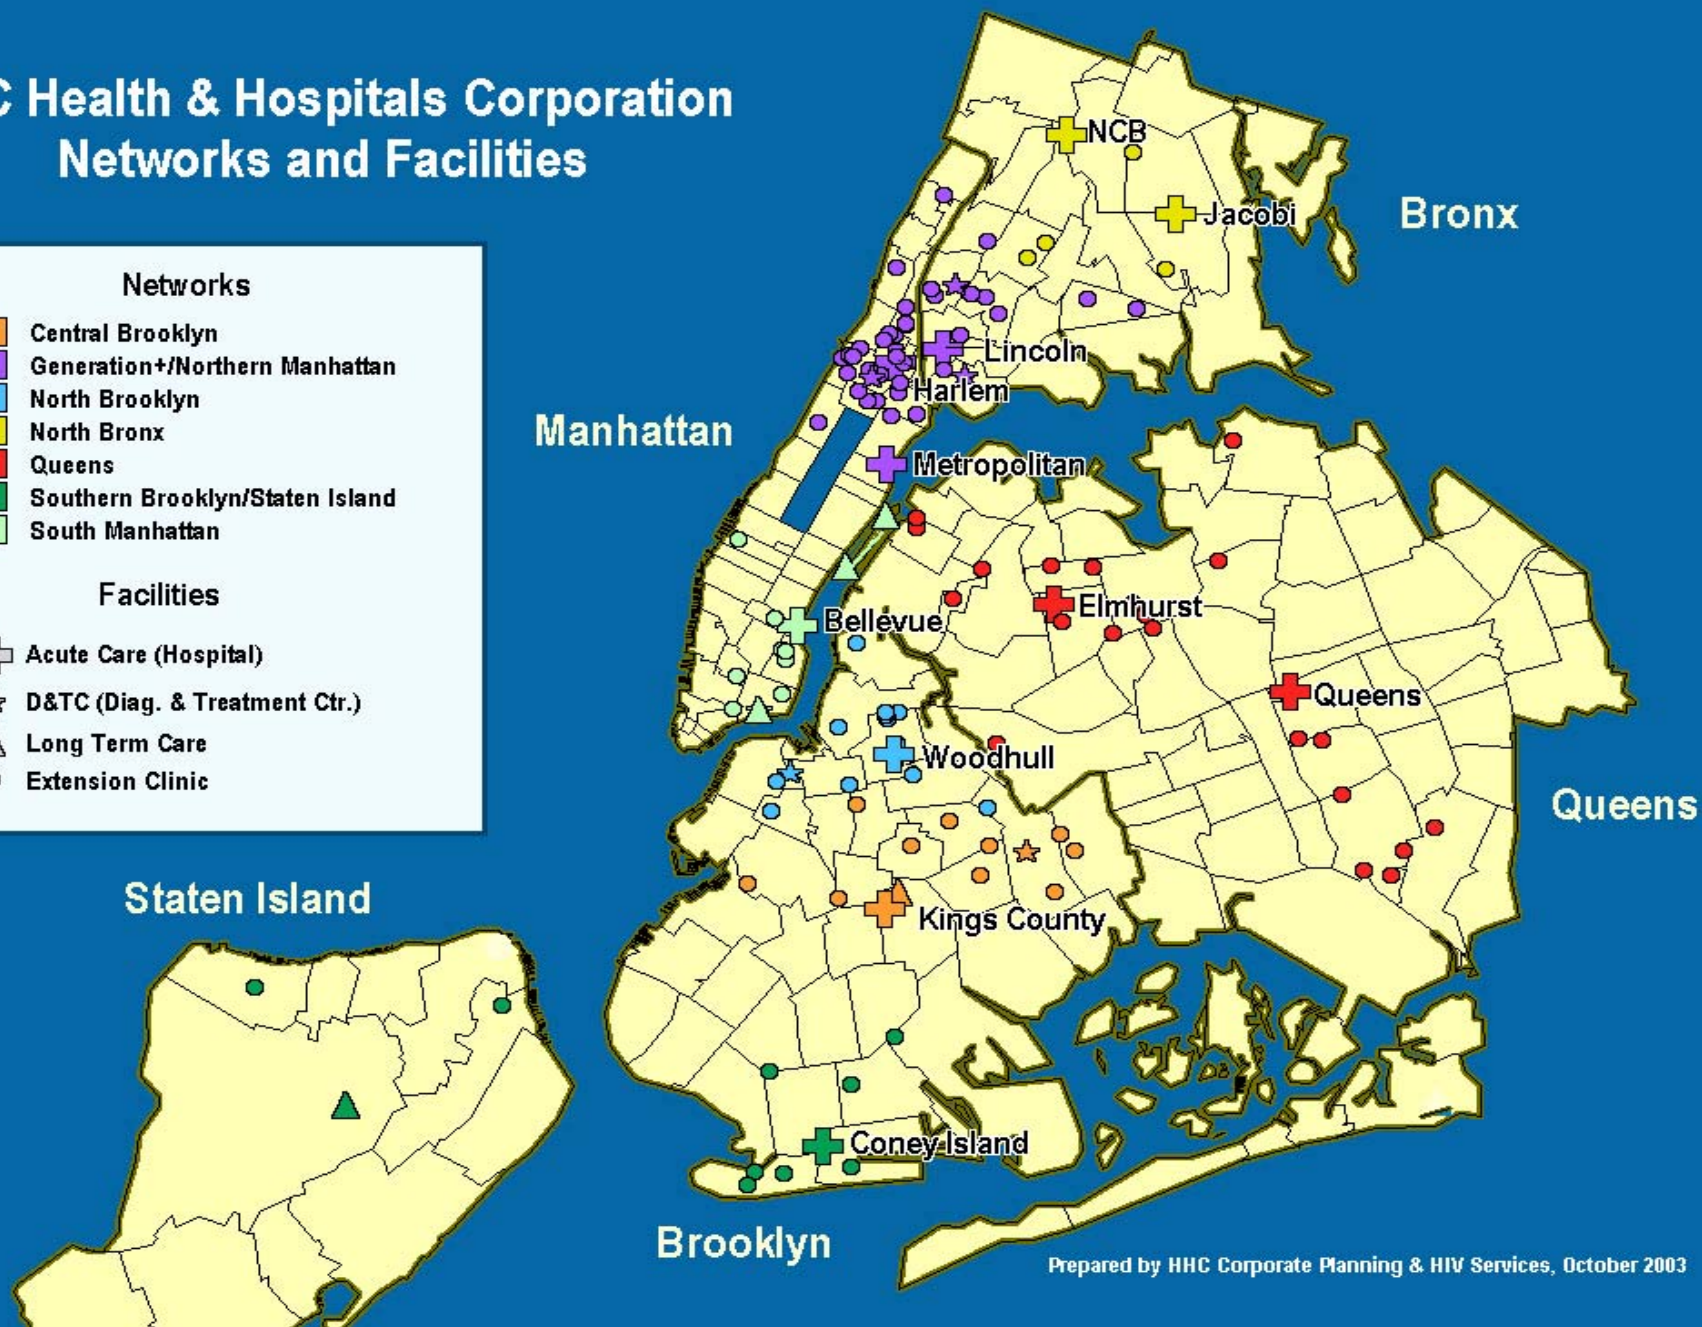 C Health & Hospitals Corporation
Networks and Facilities
Networks
Central Brooklyn
Generation+/Northern Manhattan
North Brooklyn
North Bronx
Queens
Southern Brooklyn/Staten Island
South Manhattan
Facilities
Acute Care (Hospital)
D&TC (Diag. & Treatment Ctr.)
Long Term Care
Extension Clinic
NCB
Jacobi
Bronx
Lincoln
Harlem
Manhattan
Metropolitan
Elmhurst
Bellevue
Queens
Woodhull
Queens
Staten Island
Kings County
Coney Island
Brooklyn
Prepared by HHC Corporate Planning & HIV Services, October 2003